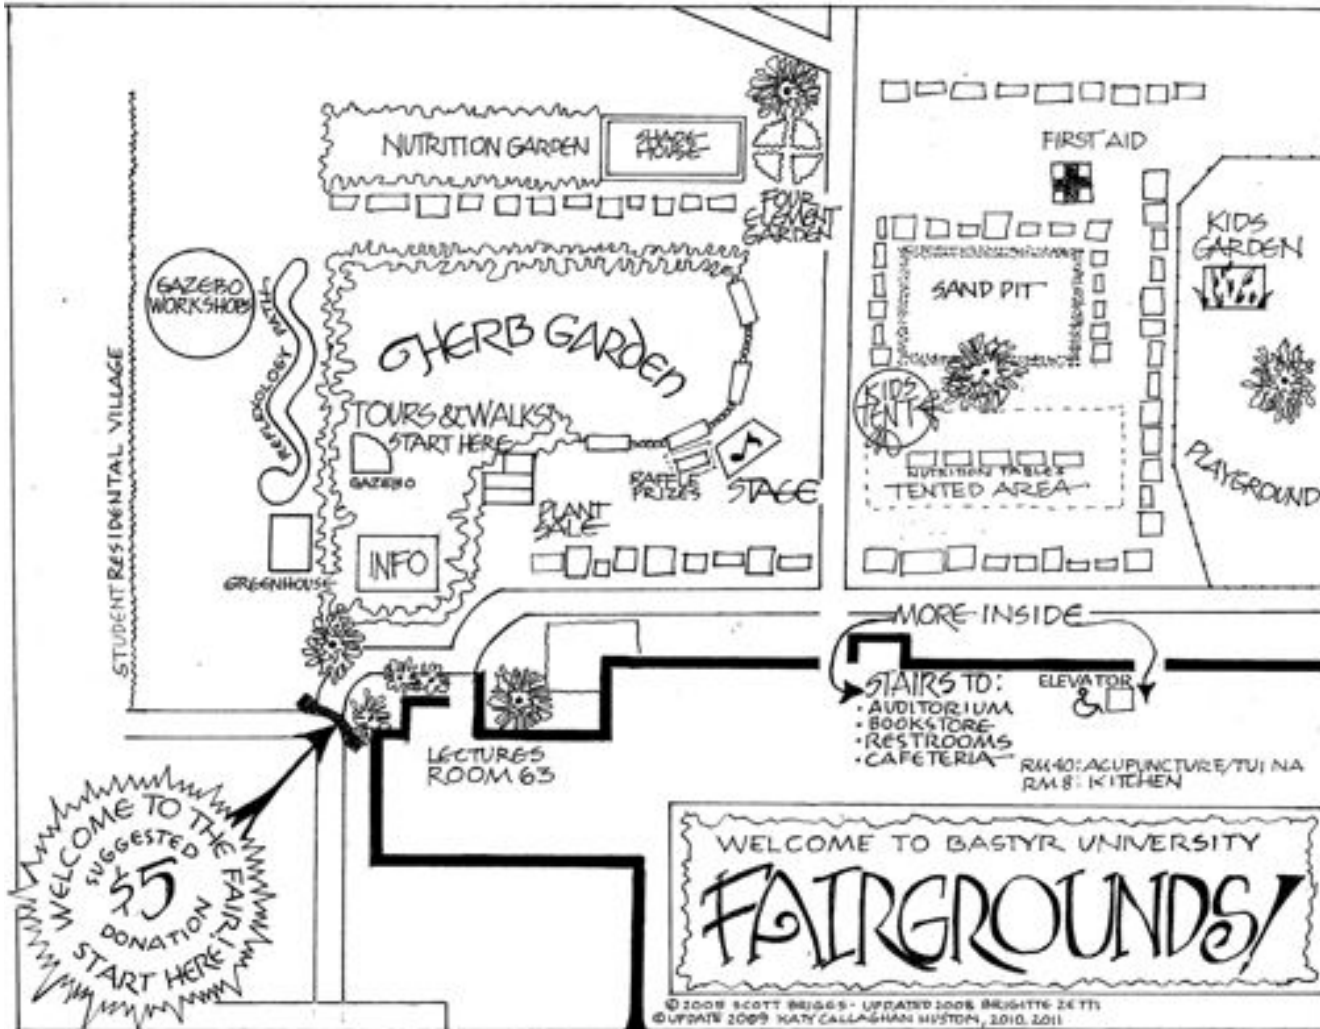 NUTRITION GARDEN
SHADE
HOUSE
FOUR
ELEMENT
GARDEN
FIRST AID
KIDS
GARDEN
SAND PIT
GAZEBO
WORKSHOPS
REFLEXOLOGY PATH
HERB GARDEN
TOURS & WALKS
START HERE
GAZEBO
RAFFLE
PRIZES
STAGE
KIDS
TENT
NUTRITION TABLES
TENTED AREA
PLAYGROUND
STUDENT RESIDENTIAL VILLAGE
PLANT
SALE
INFO
GREENHOUSE
MORE INSIDE
STAIRS TO:
• AUDITORIUM
• BOOKSTORE
• RESTROOMS
• CAFETERIA
ELEVATOR
RM 40: ACUPUNCTURE/TUI NA
RM 8: KITCHEN
LECTURES
ROOM 63
WELCOME TO THE FAIR!
SUGGESTED
$5
DONATION
START HERE!
WELCOME TO BASTYR UNIVERSITY
FAIRGROUNDS!
SCOTT BRIGGS - UPDATED 2008 BRIGITTE
© UPDATE 2009 KATY CALLAGHAN HUSTON, 2010, 2011